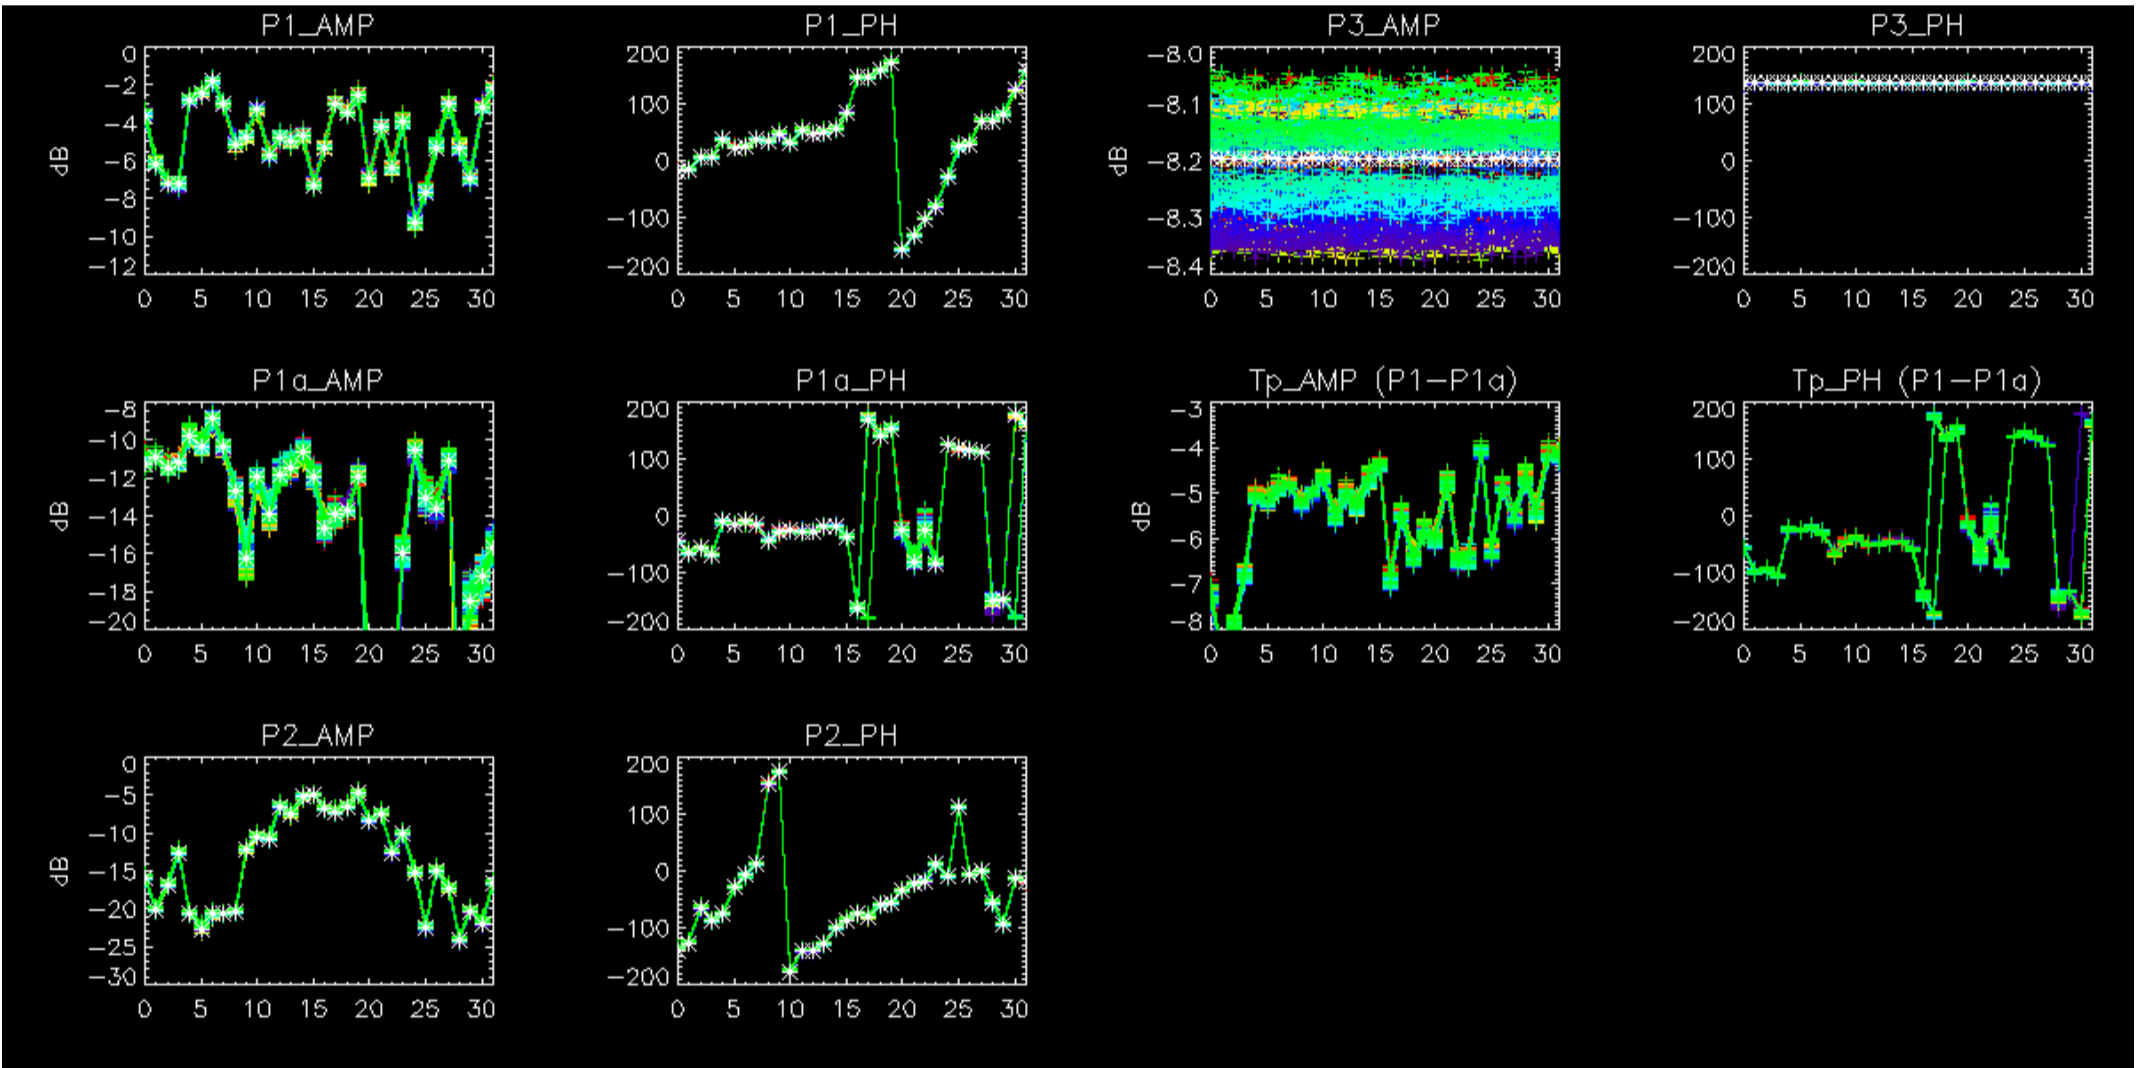 P1_AMP P1_PH P3_AMP P3_PH
0 200 -8.0 200
-2
-4 100 -8.1 100
dB -6 0 dB -8.2 0
-8 -100 -8.3 -100
-10
-12 -200 -8.4 -200
0 5 10 15 20 25 30 0 5 10 15 20 25 30 0 5 10 15 20 25 30 0 5 10 15 20 25 30
P1a_AMP P1a_PH Tp_AMP (P1-P1a) Tp_PH (P1-P1a)
-8 200 -3 200
-10 100 -4 100
-12
dB -14 0 dB -5 0
-16 -100 -6 -100
-18 -7
-20 -200 -8 -200
0 5 10 15 20 25 30 0 5 10 15 20 25 30 0 5 10 15 20 25 30 0 5 10 15 20 25 30
P2_AMP P2_PH
0 200
-5 100
-10
dB -15 0
-20 -100
-25
-30 -200
0 5 10 15 20 25 30 0 5 10 15 20 25 30